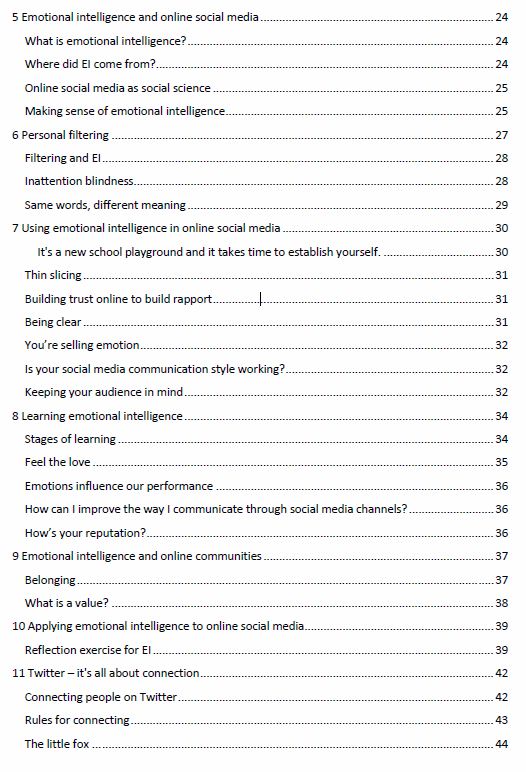 5 Emotional intelligence and online social media 24
What is emotional intelligence? 24
Where did EI come from? 24
Online social media as social science 25
Making sense of emotional intelligence 25
6 Personal filtering 27
Filtering and EI 28
Inattention blindness 28
Same words, different meaning 29
7 Using emotional intelligence in online social media 30
It's a new school playground and it takes time to establish yourself. 30
Thin slicing 31
Building trust online to build rapport 31
Being clear 31
You're selling emotion 32
Is your social media communication style working? 32
Keeping your audience in mind 32
8 Learning emotional intelligence 34
Stages of learning 34
Feel the love 35
Emotions influence our performance 36
How can I improve the way I communicate through social media channels? 36
How's your reputation? 36
9 Emotional intelligence and online communities 37
Belonging 37
What is a value? 38
10 Applying emotional intelligence to online social media 39
Reflection exercise for EI 39
11 Twitter – it's all about connection 42
Connecting people on Twitter 42
Rules for connecting 43
The little fox 44